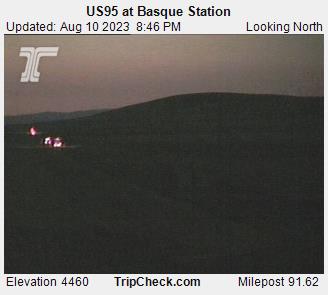 US95 at Basque Station
Updated: Aug 10 2023 8:46 PM Looking North
Elevation 4460 TripCheck.com Milepost 91.62